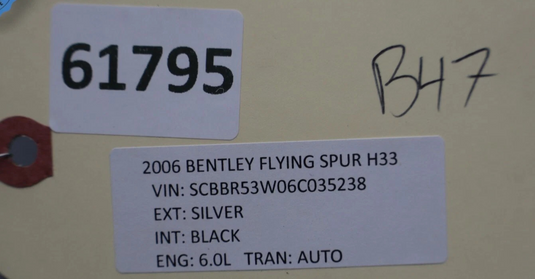 61795
B47
2006 BENTLEY FLYING SPUR H33
VIN: SCBBR53W06C035238
EXT: SILVER
INT: BLACK
ENG: 6.0L TRAN: AUTO